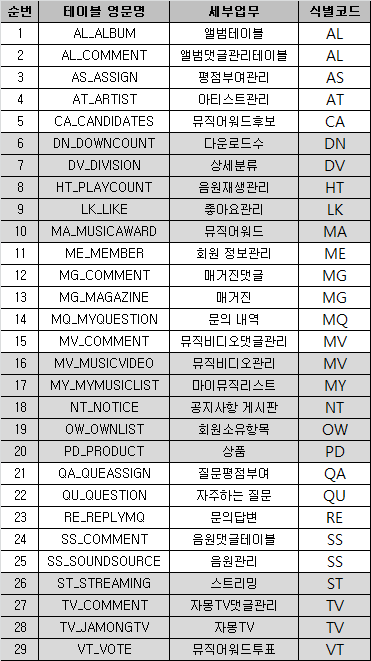 순번 테이블 영문명 세부업무 식별코드
1 AL_ALBUM 앨범테이블 AL
2 AL_COMMENT 앨범댓글관리테이블 AL
3 AS_ASSIGN 평점부여관리 AS
4 AT_ARTIST 아티스트관리 AT
5 CA_CANDIDATES 뮤직어워드후보 CA
6 DN_DOWNCOUNT 다운로드수 DN
7 DV_DIVISION 상세분류 DV
8 HT_PLAYCOUNT 음원재생관리 HT
9 LK_LIKE 좋아요관리 LK
10 MA_MUSICAWARD 뮤직어워드 MA
11 ME_MEMBER 회원 정보관리 ME
12 MG_COMMENT 매거진댓글 MG
13 MG_MAGAZINE 매거진 MG
14 MQ_MYQUESTION 문의 내역 MQ
15 MV_COMMENT 뮤직비디오댓글관리 MV
16 MV_MUSICVIDEO 뮤직비디오관리 MV
17 MY_MYMUSICLIST 마이뮤직리스트 MY
18 NT_NOTICE 공지사항 게시판 NT
19 OW_OWNLIST 회원소유항목 OW
20 PD_PRODUCT 상품 PD
21 QA_QUEASSIGN 질문평점부여 QA
22 QU_QUESTION 자주하는 질문 QU
23 RE_REPLYMQ 문의답변 RE
24 SS_COMMENT 음원댓글테이블 SS
25 SS_SOUNDSOURCE 음원관리 SS
26 ST_STREAMING 스트리밍 ST
27 TV_COMMENT 자몽TV댓글관리 TV
28 TV_JAMONGTV 자몽TV TV
29 VT_VOTE 뮤직어워드투표 VT